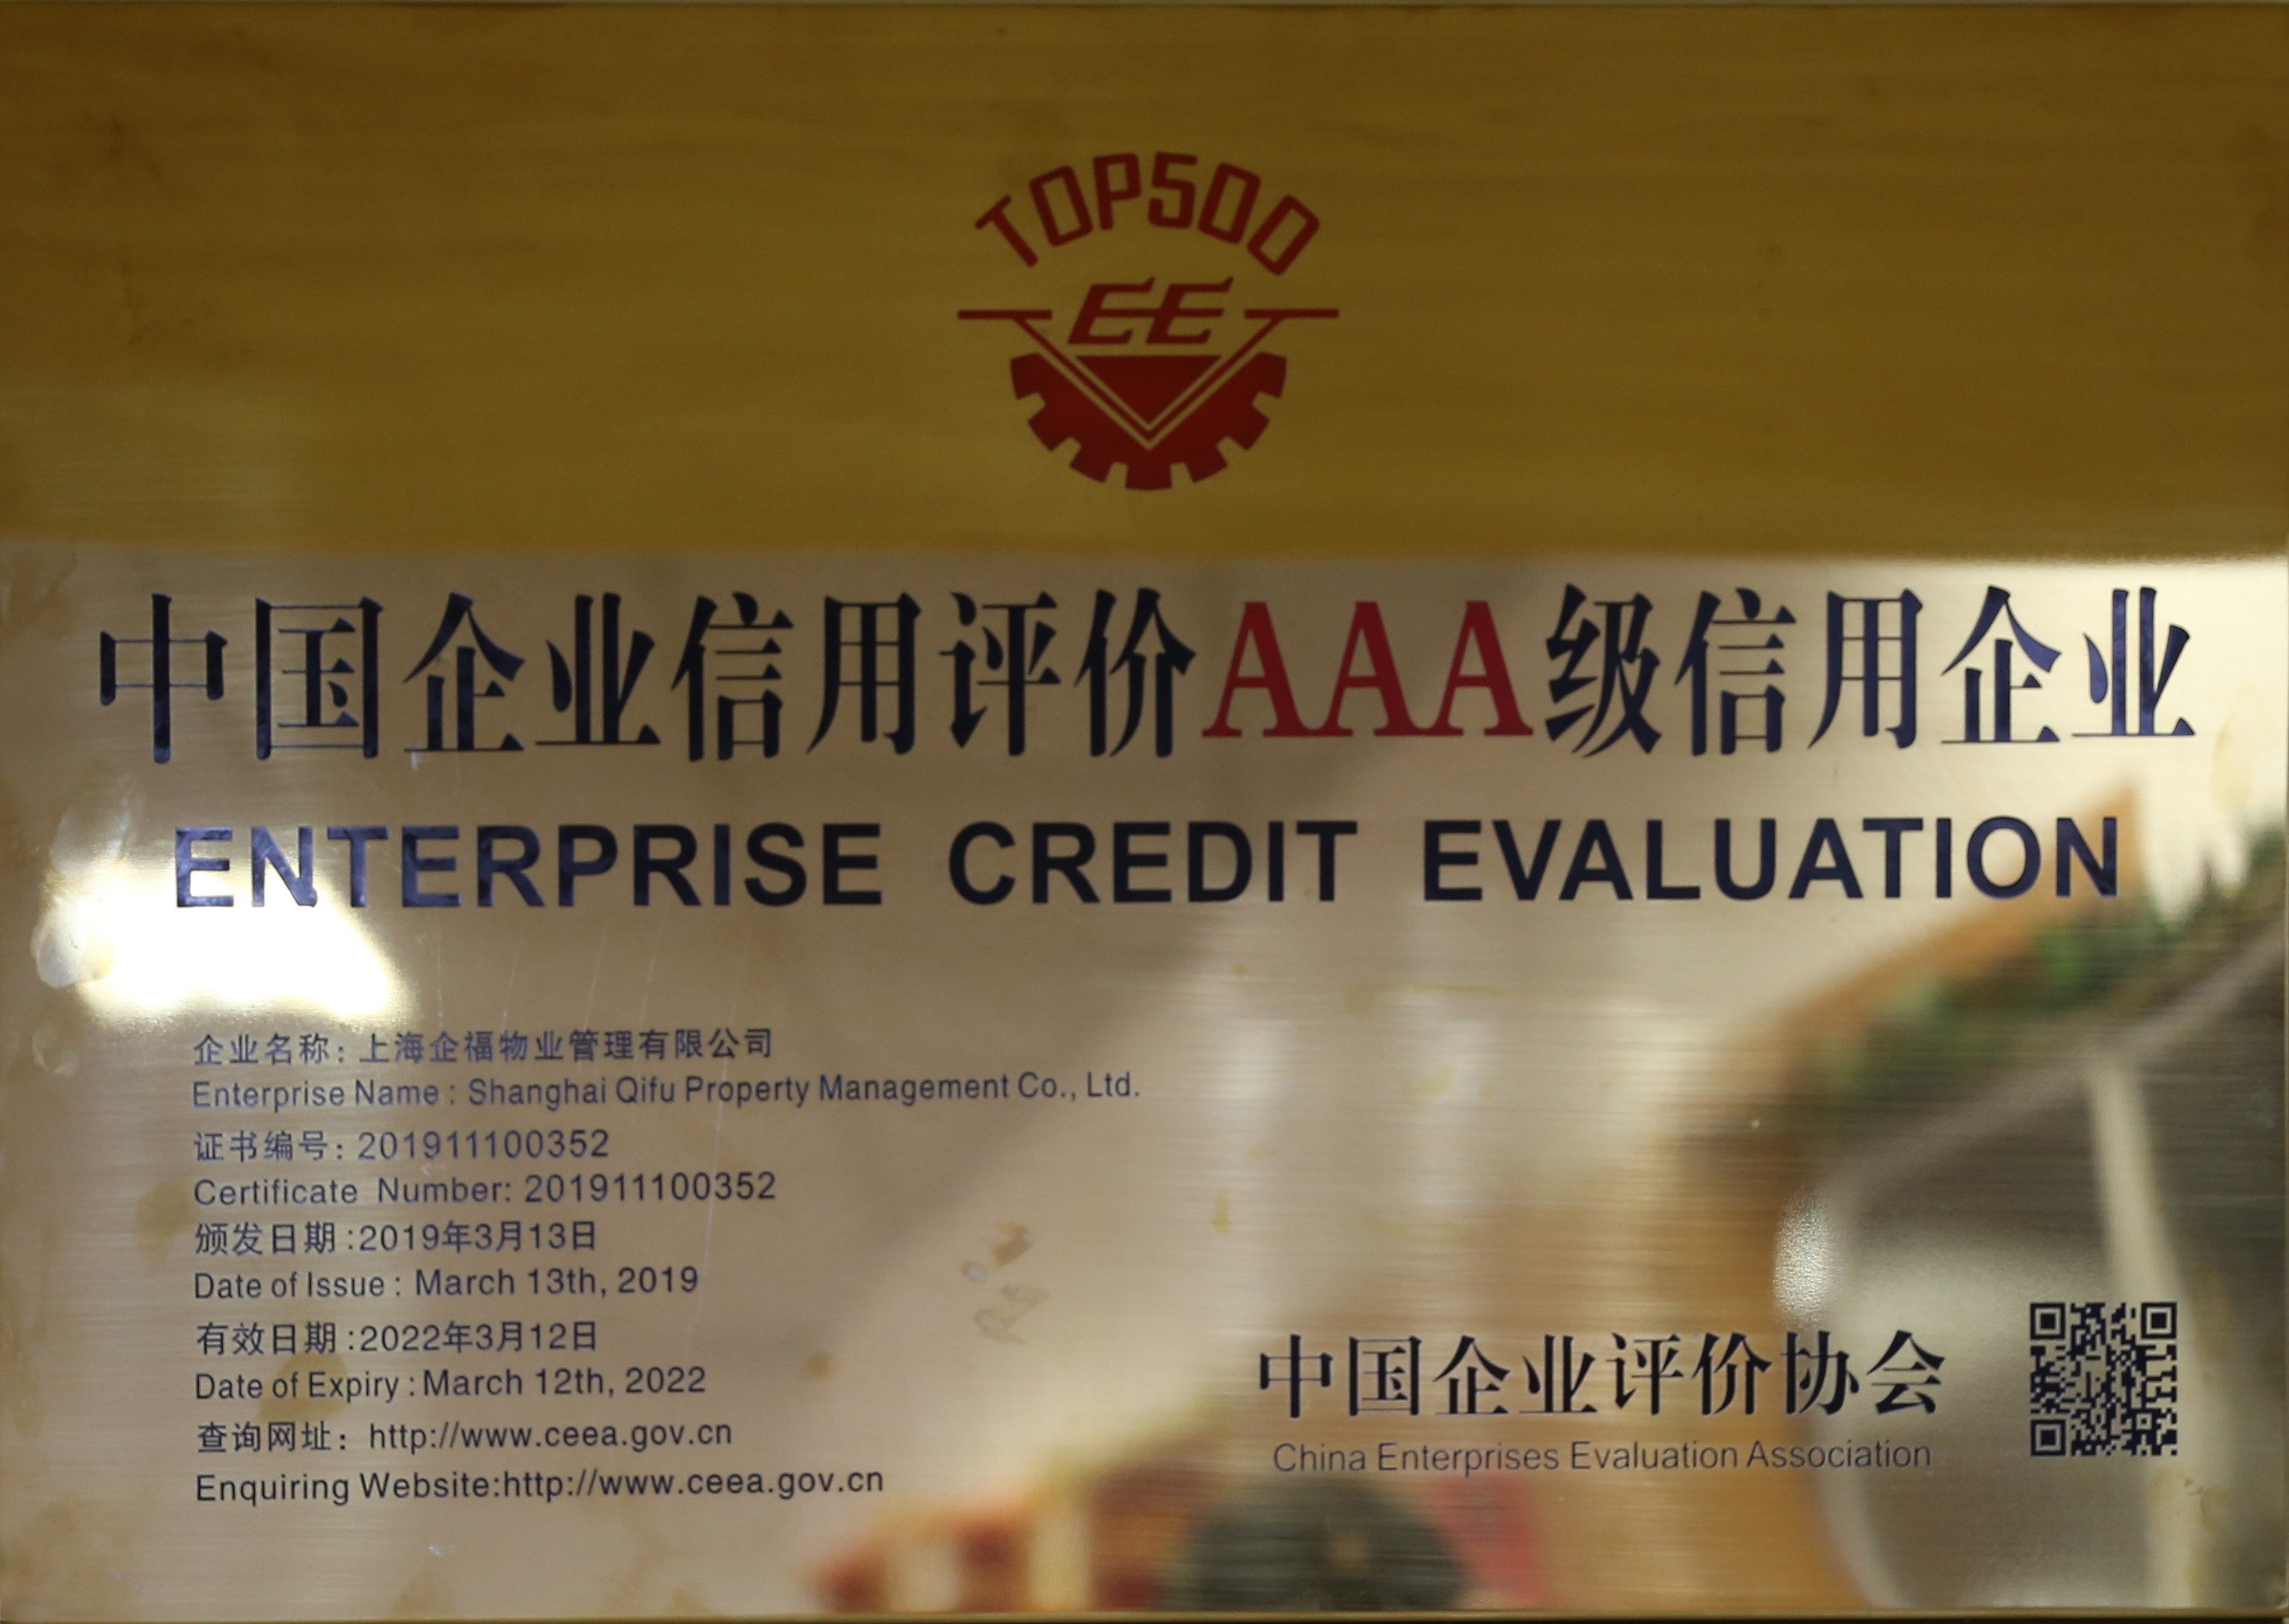 TOP500
EE
中国企业信用评价AAA级信用企业
ENTERPRISE CREDIT EVALUATION
企业名称: 上海企福物业管理有限公司
Enterprise Name : Shanghai Qifu Property Management Co., Ltd.
证书编号: 201911100352
Certificate Number: 201911100352
颁发日期:2019年3月13日
Date of Issue : March 13th, 2019
有效日期:2022年3月12日
Date of Expiry : March 12th, 2022
查询网址: http://www.ceea.gov.cn
Enquiring Website:http://www.ceea.gov.cn
中国企业评价协会
China Enterprises Evaluation Association